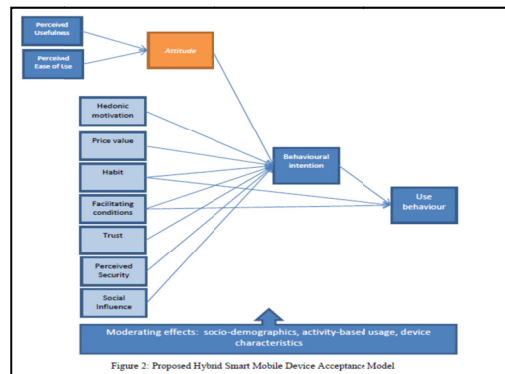 Perceived
Usefulness
Perceived
Ease of Use
Attitude
Hedonic
motivation
Price value
Habit
Facilitating
conditions
Trust
Perceived
Security
Social
Influence
Behavioural
intention
Use
behaviour
Moderating effects: socio-demographics, activity-based usage, device
characteristics
Figure 2: Proposed Hybrid Smart Mobile Device Acceptance Model